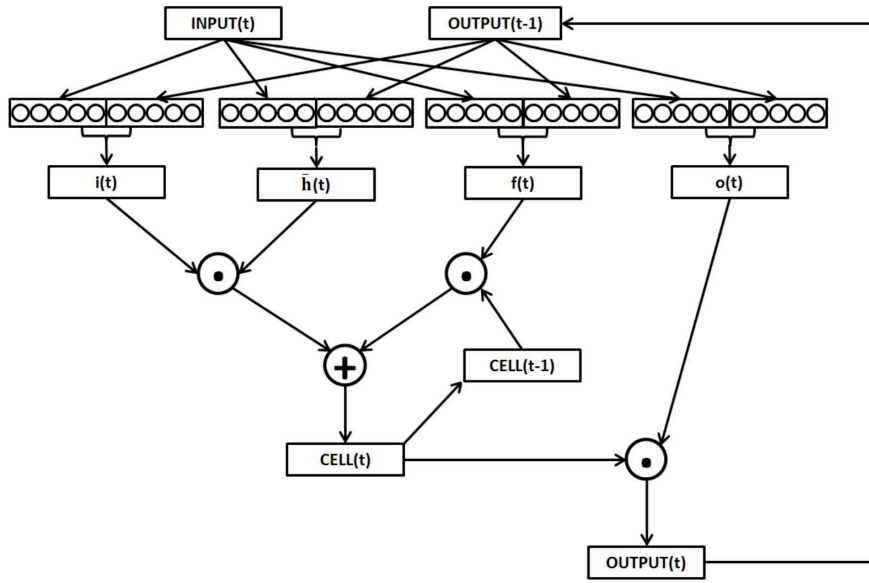 INPUT(t)
OUTPUT(t-1)
i(t)
h̄(t)
f(t)
o(t)
.
.
+
CELL(t-1)
CELL(t)
.
OUTPUT(t)